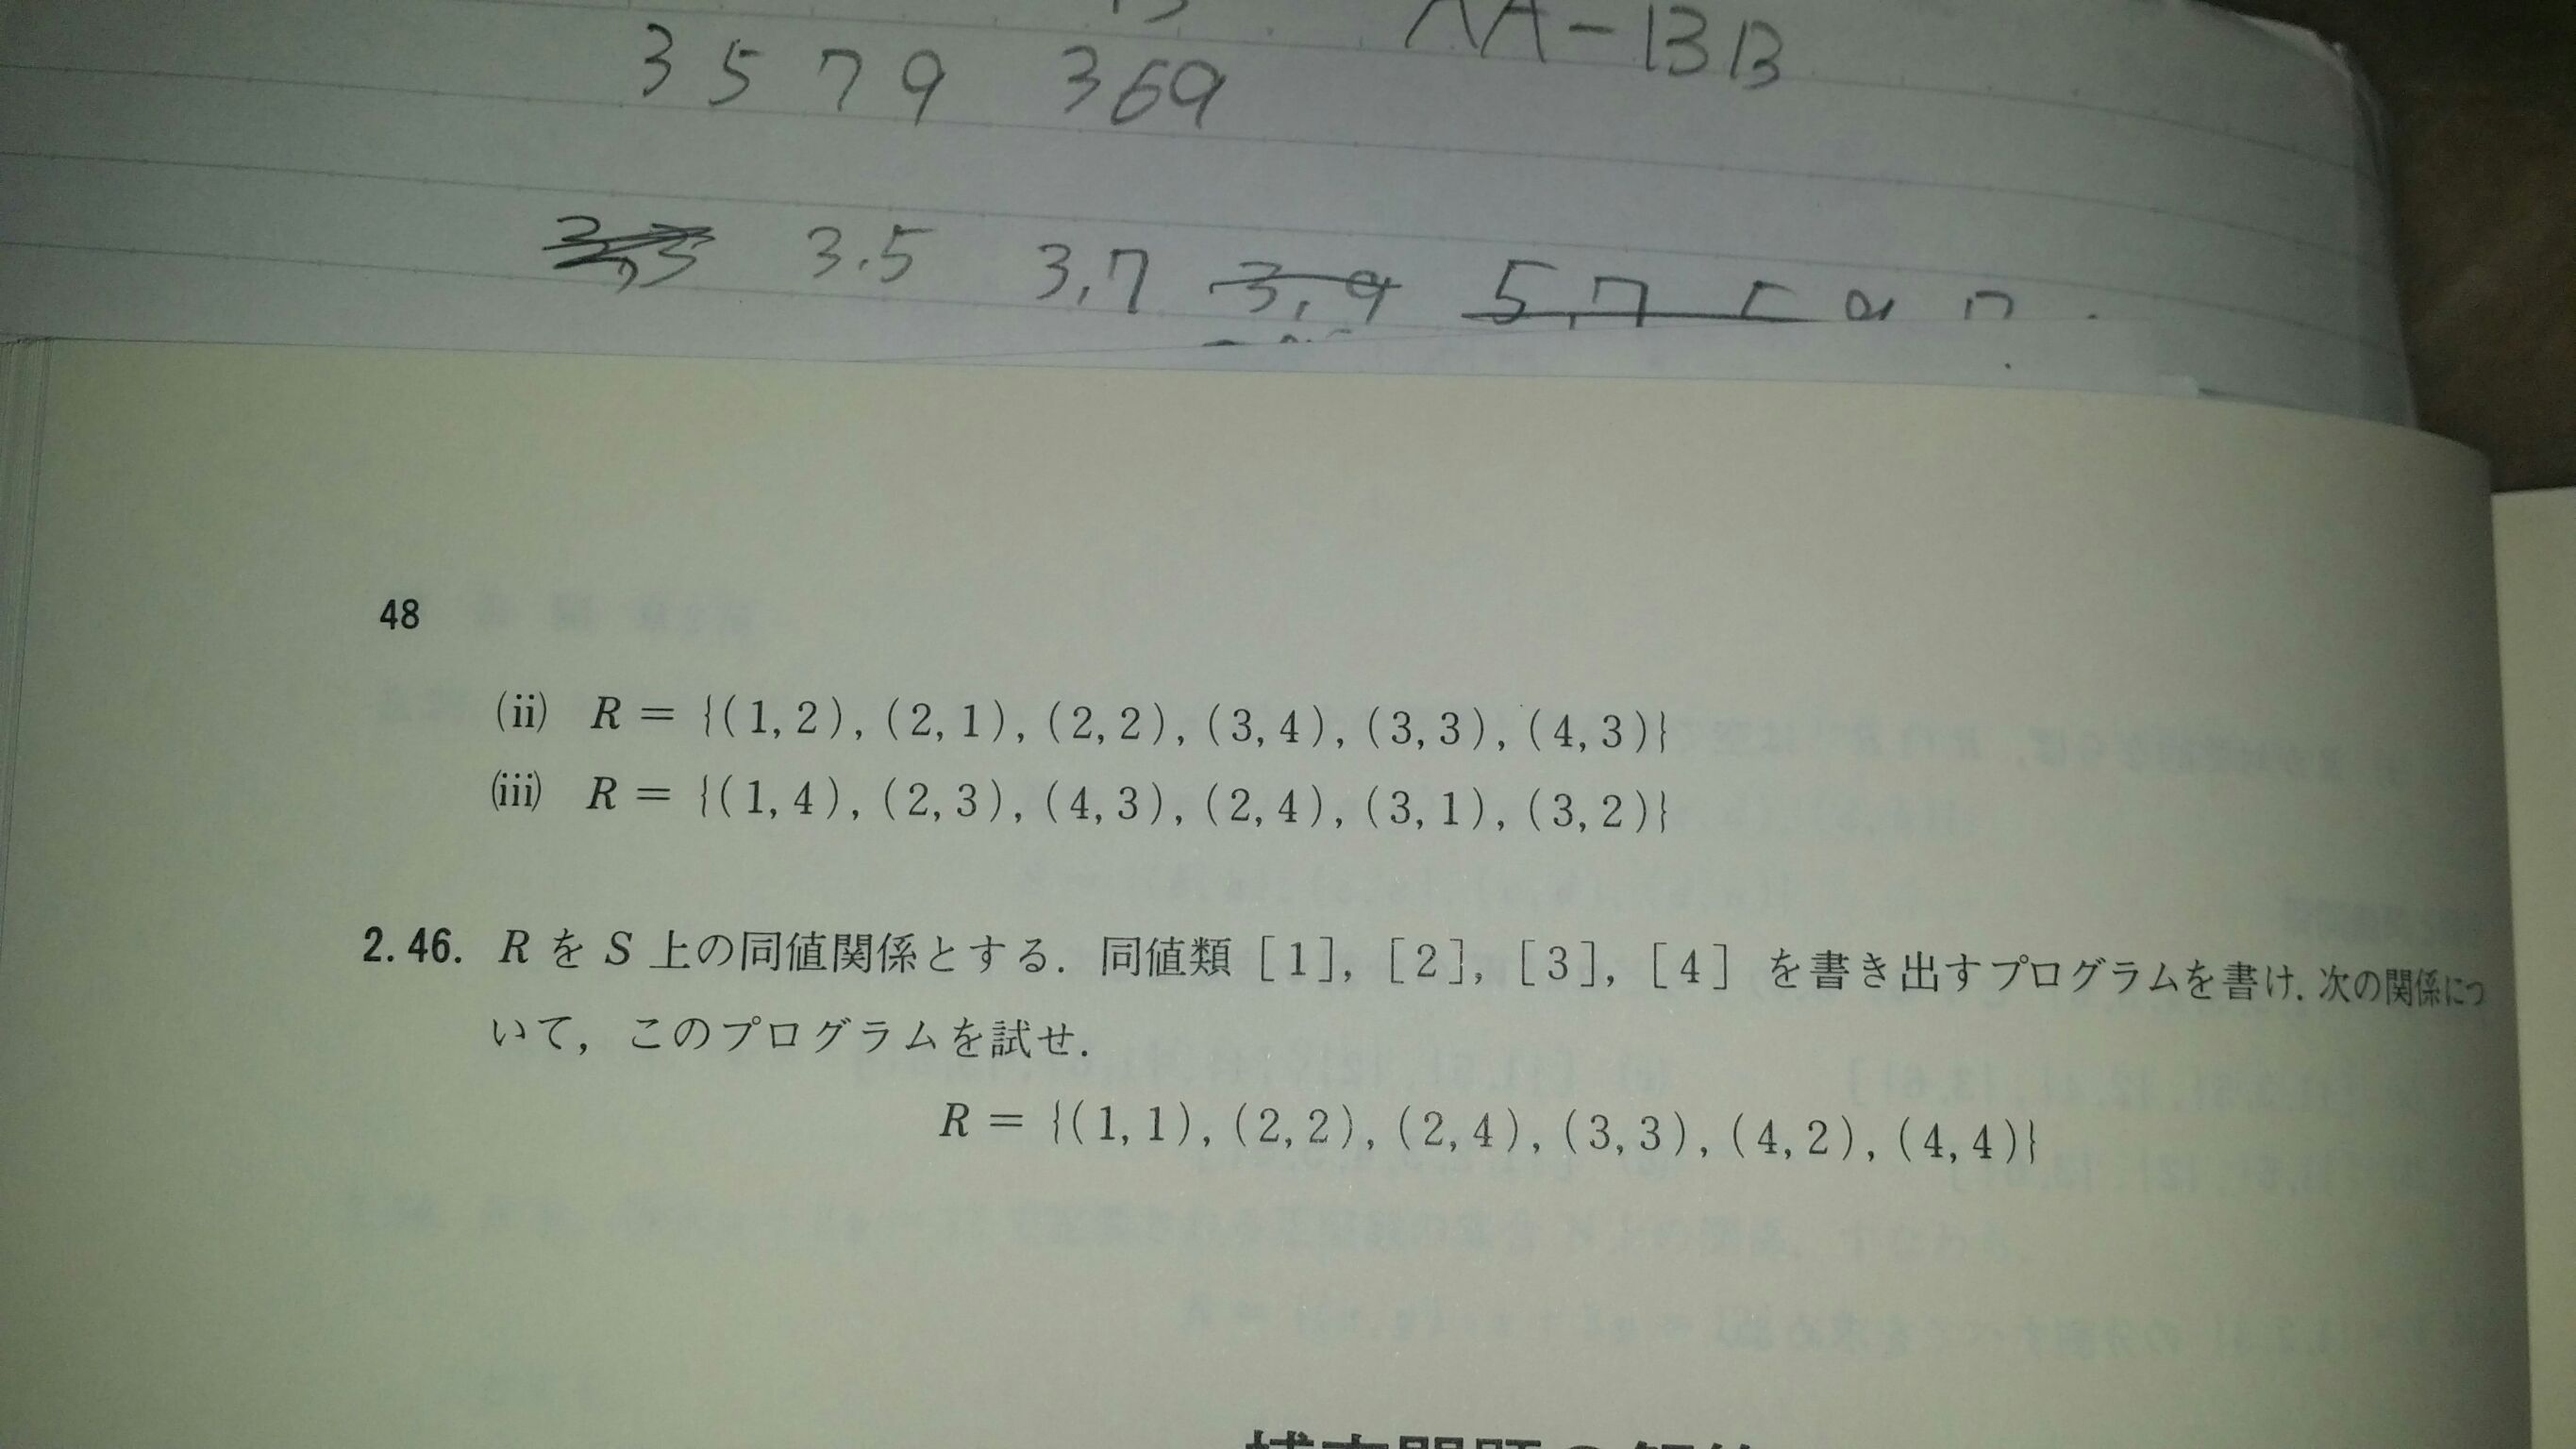 AA-BB
3 5 7 9 369
3.5 3,7 3,9 5,7
48
(ii) R = {(1, 2), (2, 1), (2, 2), (3, 4), (3, 3), (4, 3)}
(iii) R = {(1, 4), (2, 3), (4, 3), (2, 4), (3, 1), (3, 2)}
2.46. R を S 上の同値関係とする. 同値類 [1], [2], [3], [4] を書き出すプログラムを書け. 次の関係につ
いて, このプログラムを試せ.
R = {(1, 1), (2, 2), (2, 4), (3, 3), (4, 2), (4, 4)}